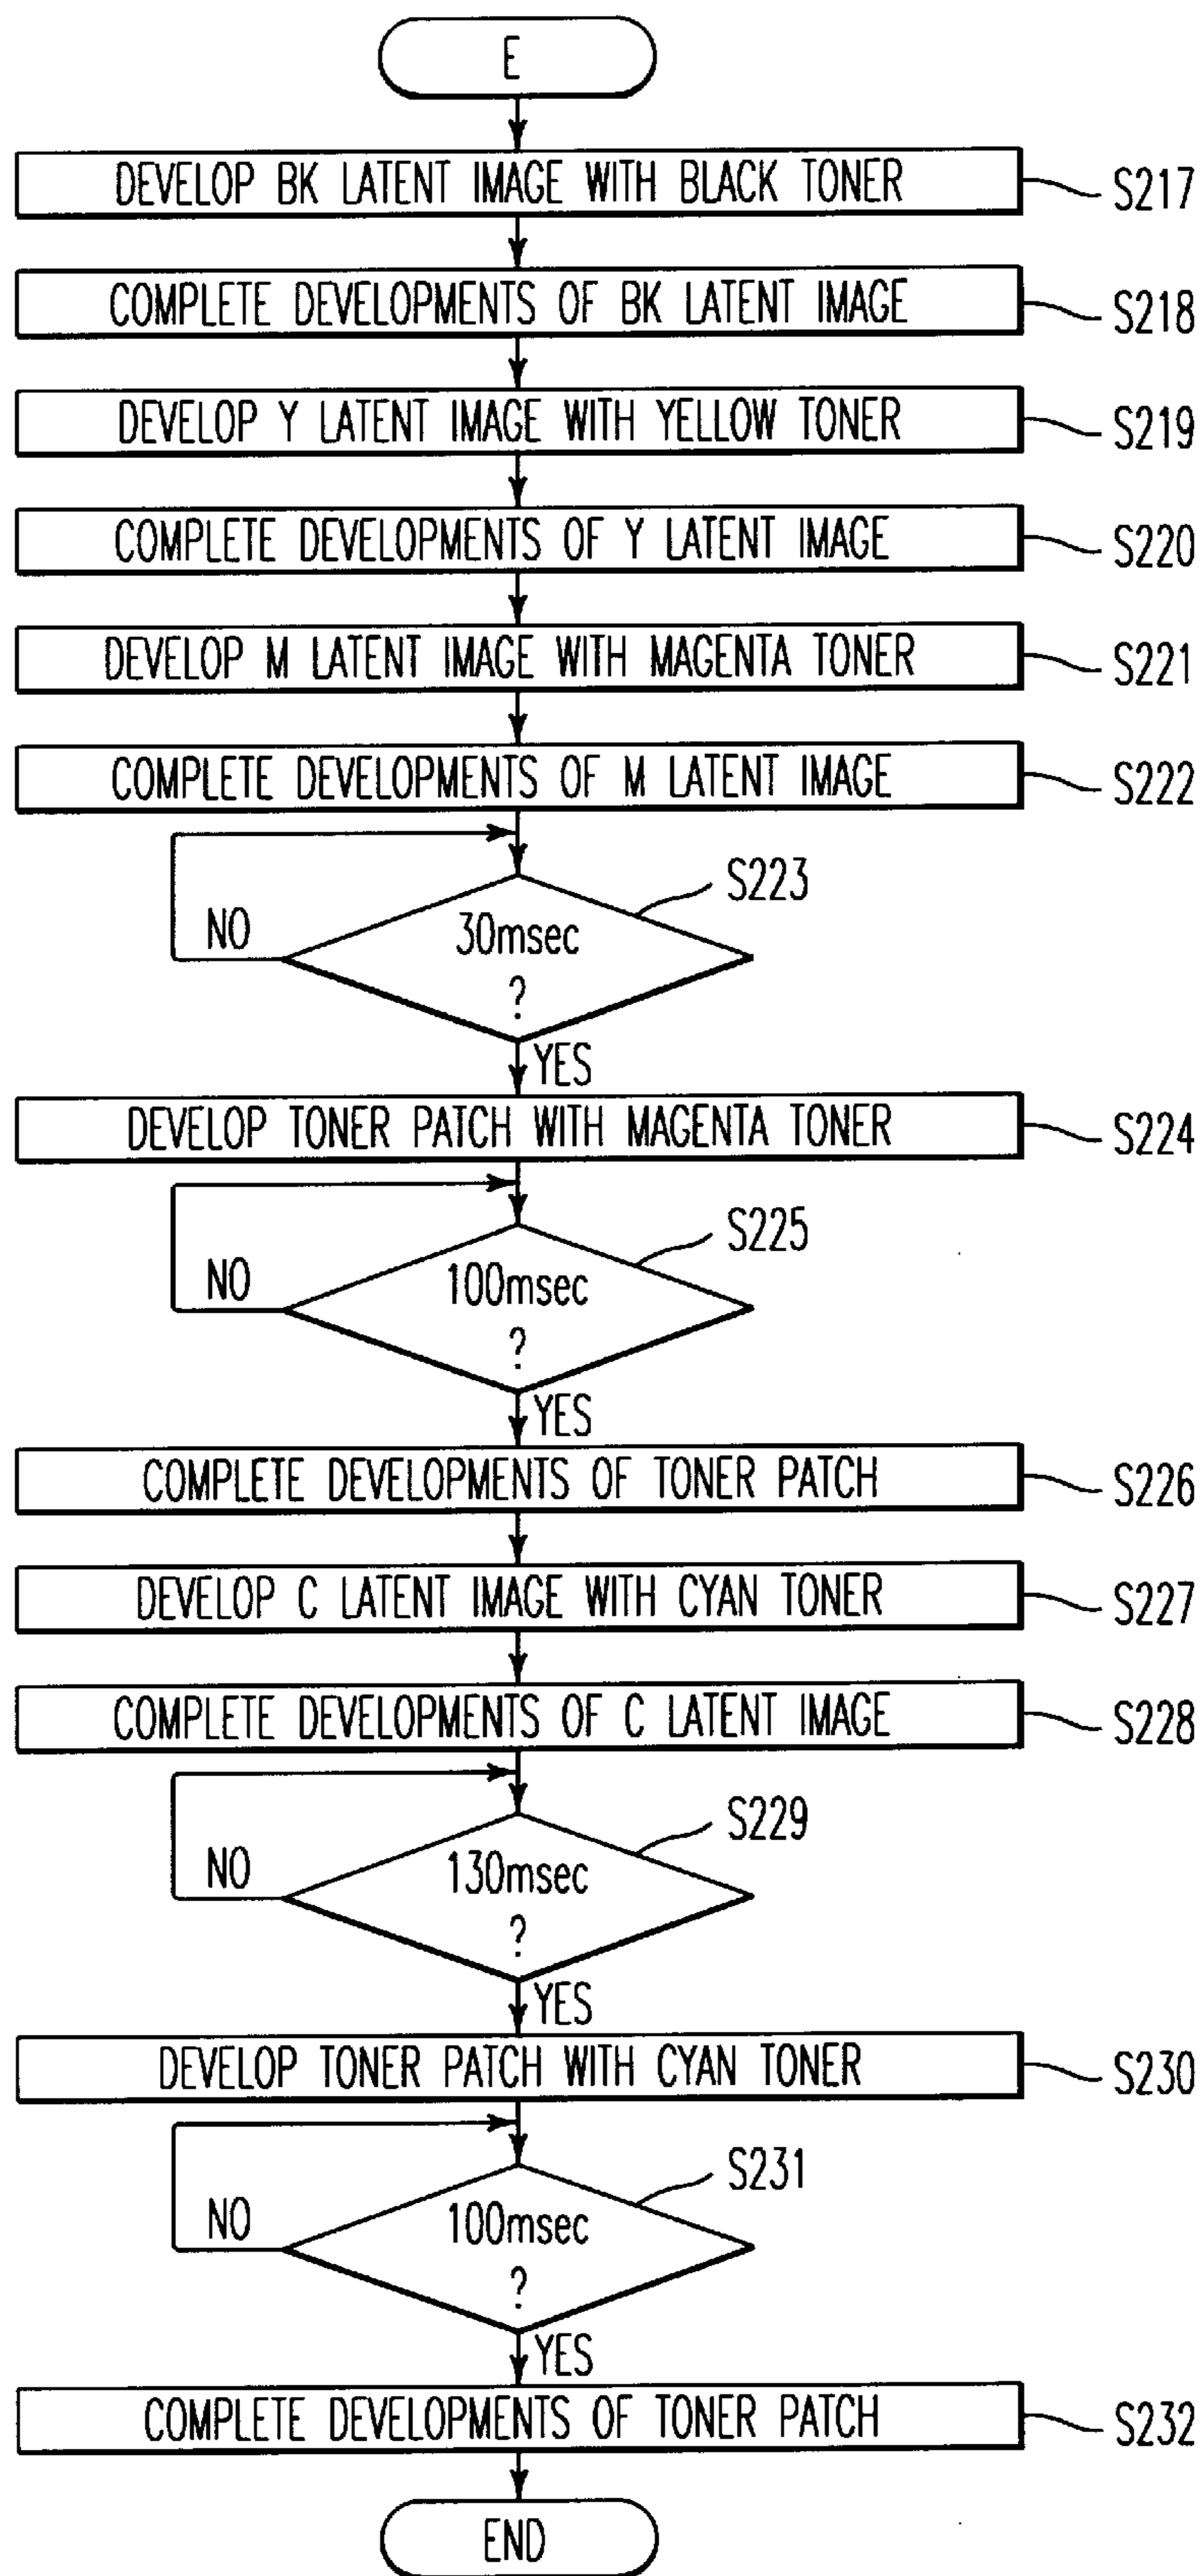 E
DEVELOP BK LATENT IMAGE WITH BLACK TONER
S217
COMPLETE DEVELOPMENTS OF BK LATENT IMAGE
S218
DEVELOP Y LATENT IMAGE WITH YELLOW TONER
S219
COMPLETE DEVELOPMENTS OF Y LATENT IMAGE
S220
DEVELOP M LATENT IMAGE WITH MAGENTA TONER
S221
COMPLETE DEVELOPMENTS OF M LATENT IMAGE
S222
S223
NO
30msec
?
YES
DEVELOP TONER PATCH WITH MAGENTA TONER
S224
S225
NO
100msec
?
YES
COMPLETE DEVELOPMENTS OF TONER PATCH
S226
DEVELOP C LATENT IMAGE WITH CYAN TONER
S227
COMPLETE DEVELOPMENTS OF C LATENT IMAGE
S228
S229
NO
130msec
?
YES
DEVELOP TONER PATCH WITH CYAN TONER
S230
S231
NO
100msec
?
YES
COMPLETE DEVELOPMENTS OF TONER PATCH
S232
END